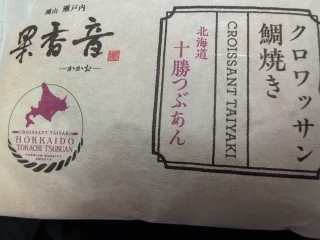 岡山 瀬戸内
果香音
—かかお—
CROISSANT TAIYAKI
HOKKAIDO
TOKACHI TSUBUAN
クロワッサン
鯛焼き
CROISSANT TAIYAKI
北海道
十勝つぶあん